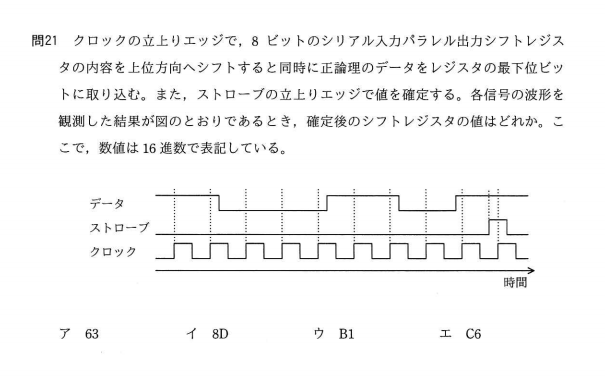 問21 クロックの立上りエッジで，8 ビットのシリアル入力パラレル出力シフトレジス
タの内容を上位方向へシフトすると同時に正論理のデータをレジスタの最下位ビッ
トに取り込む。また，ストローブの立上りエッジで値を確定する。各信号の波形を
観測した結果が図のとおりであるとき，確定後のシフトレジスタの値はどれか。こ
こで，数値は 16 進数で表記している。
データ
ストローブ
クロック
時間
ア 63 イ 8D ウ B1 エ C6